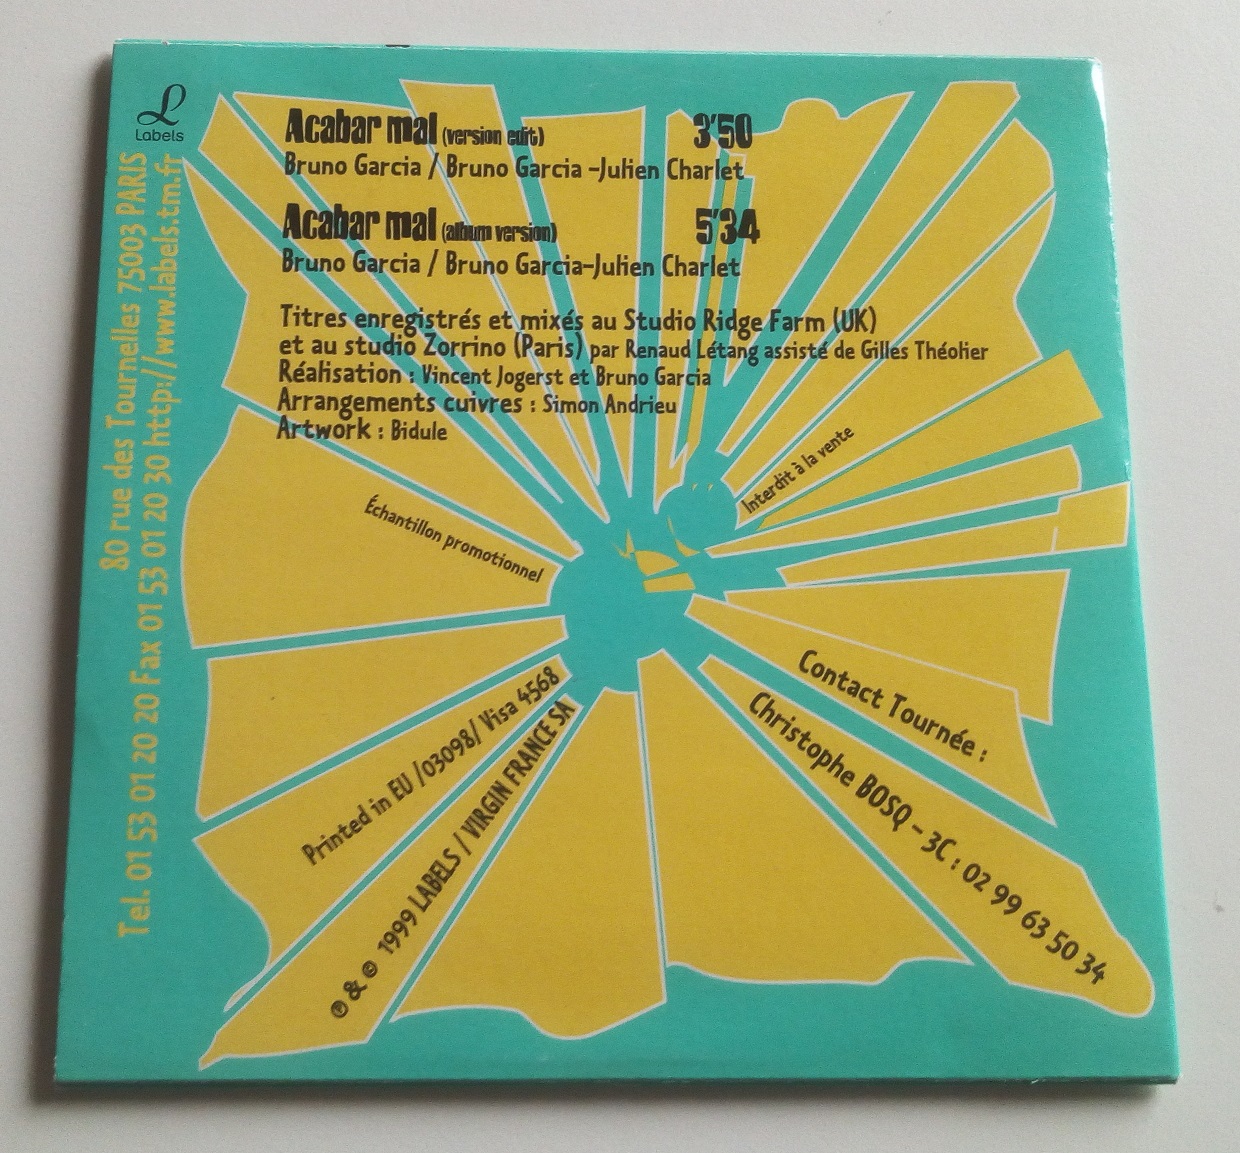 Labels
80 rue des Tournelles 75003 PARIS
Tel. 01 53 01 20 20 Fax 01 53 01 20 30 http://www.labels.tm.fr
Acabar mal (version edit) 3'50
Bruno Garcia / Bruno Garcia -Julien Charlet
Acabar mal (album version) 5'34
Bruno Garcia / Bruno Garcia-Julien Charlet
Titres enregistrés et mixés au Studio Ridge Farm (UK)
et au studio Zorrino (Paris) par Renaud Létang assisté de Gilles Théolier
Réalisation : Vincent Jogerst et Bruno Garcia
Arrangements cuivres : Simon Andrieu
Artwork : Bidule
Échantillon promotionnel
Interdit à la vente
Printed in EU /03098/ Visa 4568
℗ & © 1999 LABELS / VIRGIN FRANCE SA
Contact Tournée :
Christophe BOSQ - 3C : 02 99 63 50 34